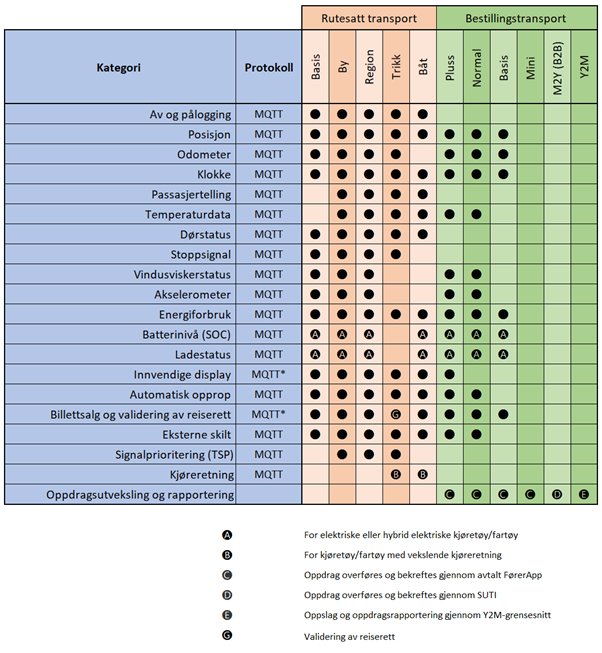 Rutesatt transport Bestillingstransport
Kategori Protokoll Basis By Region Trikk Båt Pluss Normal Basis Mini M2Y (B2B) Y2M
Av og pålogging MQTT
Posisjon MQTT
Odometer MQTT
Klokke MQTT
Passasjertelling MQTT
Temperaturdata MQTT
Dørstatus MQTT
Stoppsignal MQTT
Vindusviskerstatus MQTT
Akselerometer MQTT
Energiforbruk MQTT
Batterinivå (SOC) MQTT A A A A A A A
Ladestatus MQTT A A A A A A A
Innvendige display MQTT*
Automatisk opprop MQTT
Billettsalg og validering av reiserett MQTT* G
Eksterne skilt MQTT
Signalprioritering (TSP) MQTT
Kjøreretning MQTT B B
Oppdragsutveksling og rapportering C C C C D E
A For elektriske eller hybrid elektriske kjøretøy/fartøy
B For kjøretøy/fartøy med vekslende kjøreretning
C Oppdrag overføres og bekreftes gjennom avtalt FørerApp
D Oppdrag overføres og bekreftes gjennom SUTI
E Oppslag og oppdragsrapportering gjennom Y2M-grensesnitt
G Validering av reiserett